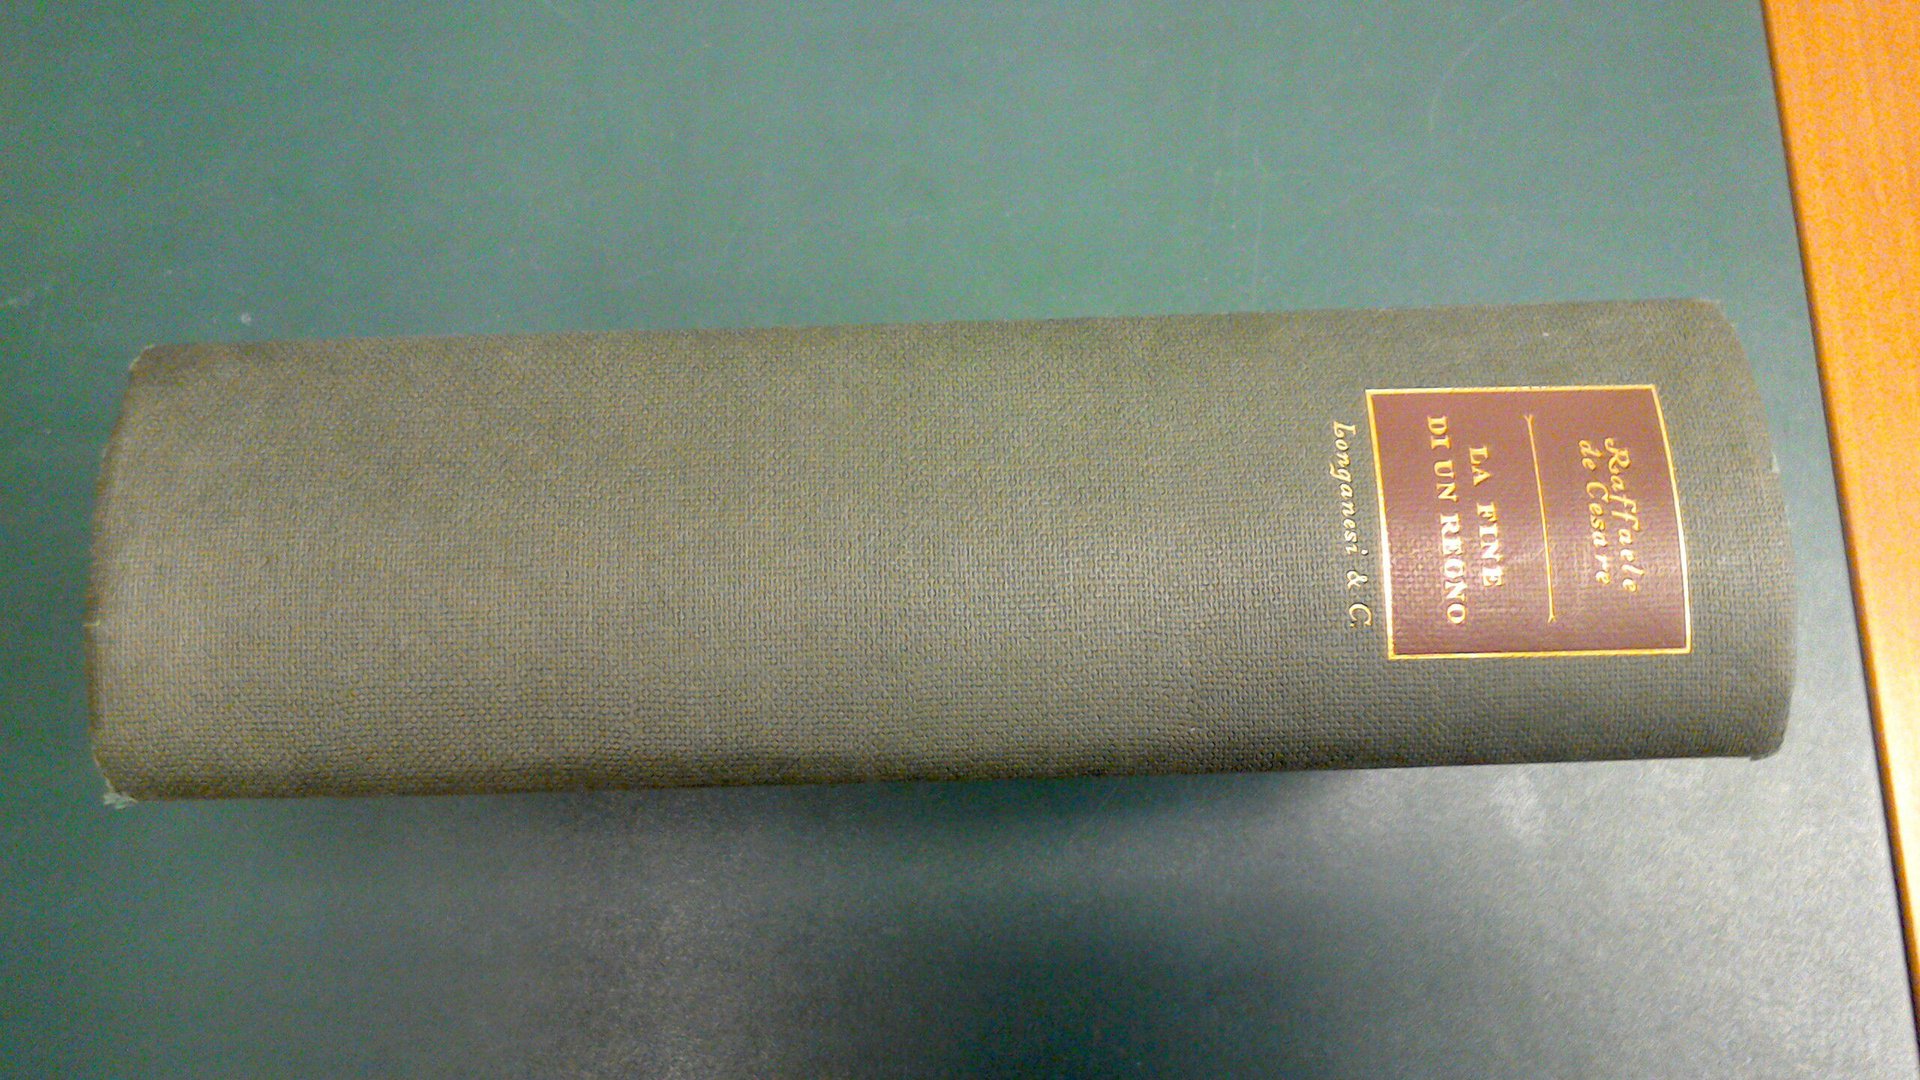 Raffaele
de Cesare
LA FINE
DI UN REGNO
Longanesi & C.